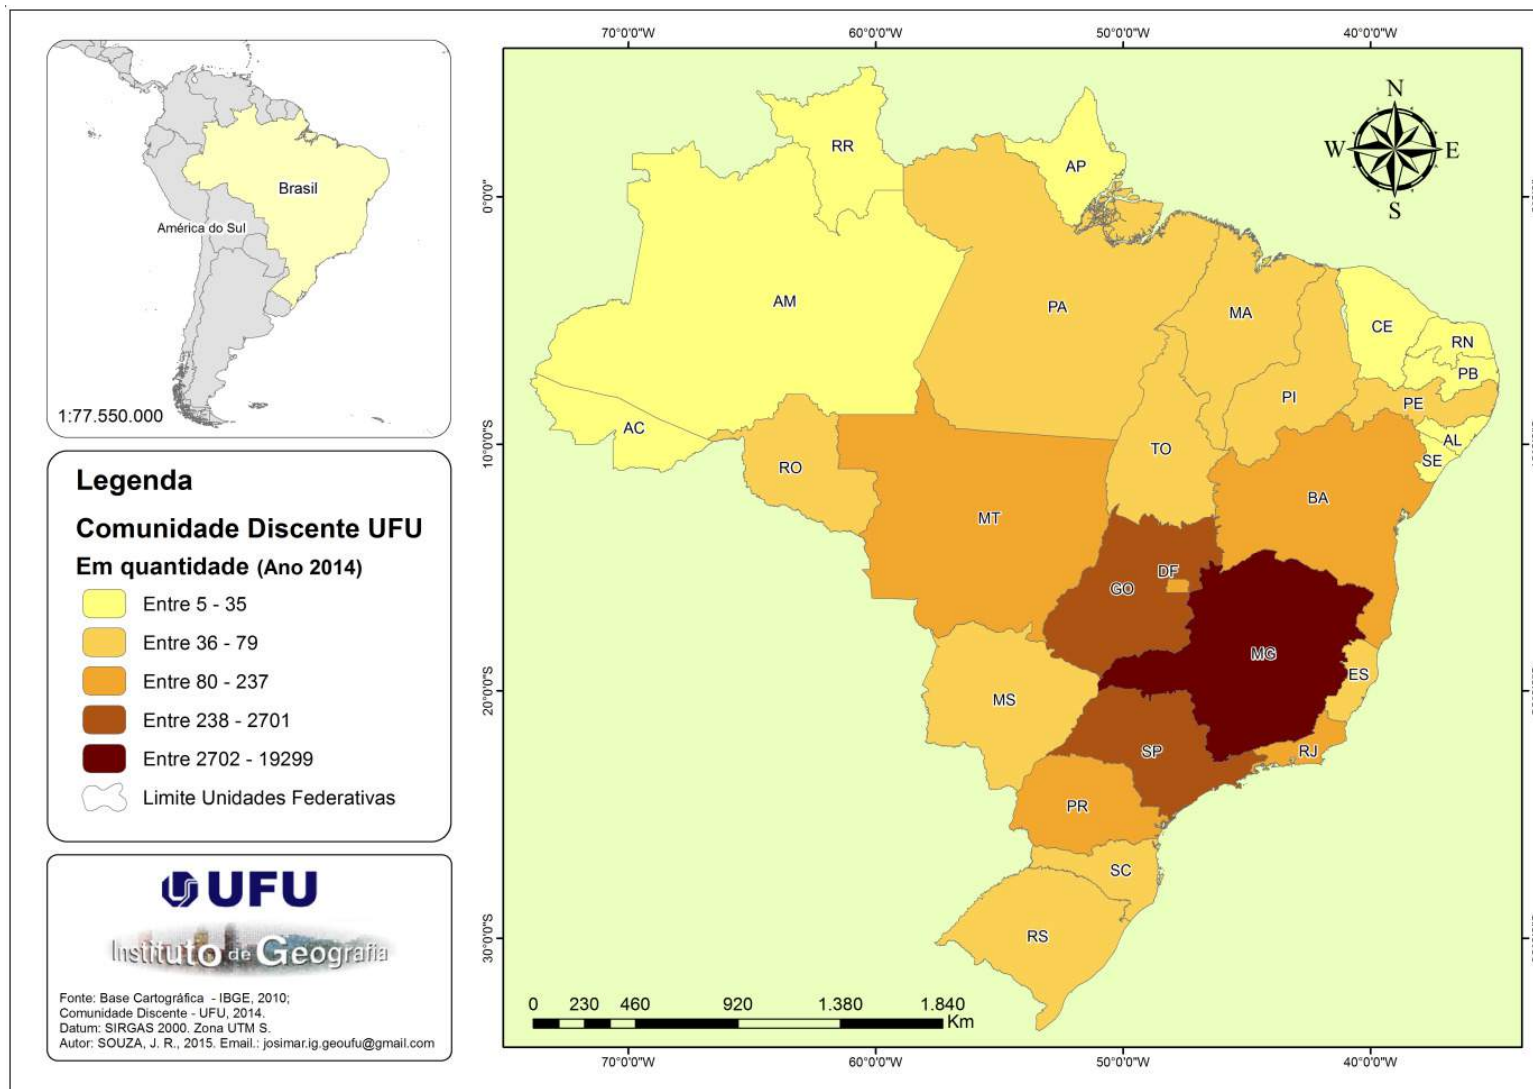 Brasil
América do Sul
1:77.550.000
Legenda
Comunidade Discente UFU
Em quantidade (Ano 2014)
Entre 5 - 35
Entre 36 - 79
Entre 80 - 237
Entre 238 - 2701
Entre 2702 - 19299
Limite Unidades Federativas
UFU
Instituto de Geografia
Fonte: Base Cartográfica - IBGE, 2010;
Comunidade Discente - UFU, 2014.
Datum: SIRGAS 2000. Zona UTM S.
Autor: SOUZA, J. R., 2015. Email.: josimar.ig.geoufu@gmail.com
70°0'0"W 60°0'0"W 50°0'0"W 40°0'0"W
N
W E
S
0°0'0"
10°0'0"S
20°0'0"S
30°0'0"S
RR
AP
AM
PA
MA
CE
RN
PB
PI
PE
AC
AL
TO
SE
RO
BA
MT
DF
GO
MG
ES
MS
SP
RJ
PR
SC
RS
0 230 460 920 1.380 1.840
Km
70°0'0"W 60°0'0"W 50°0'0"W 40°0'0"W